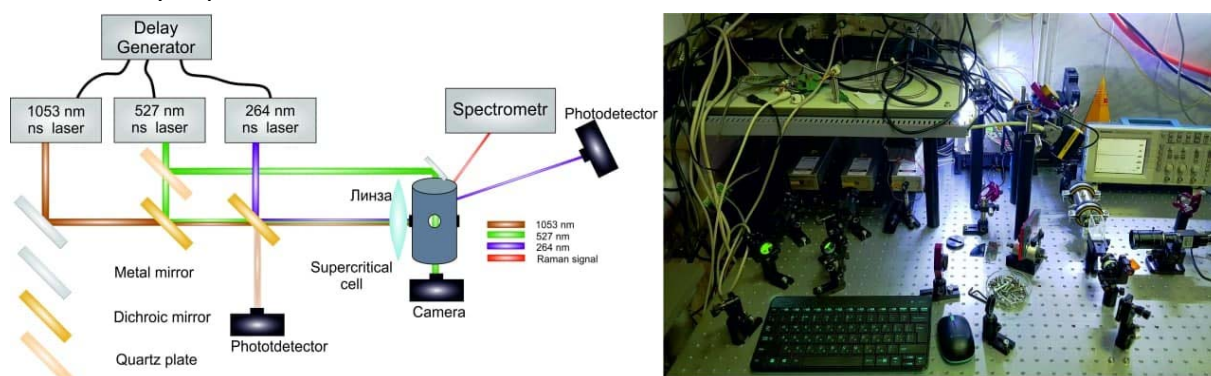 Delay
Generator
1053 nm
ns laser
527 nm
ns laser
264 nm
ns laser
Spectrometr
Photodetector
Линза
1053 nm
527 nm
264 nm
Raman signal
Supercritical
cell
Metal mirror
Dichroic mirror
Quartz plate
Phototdetector
Camera